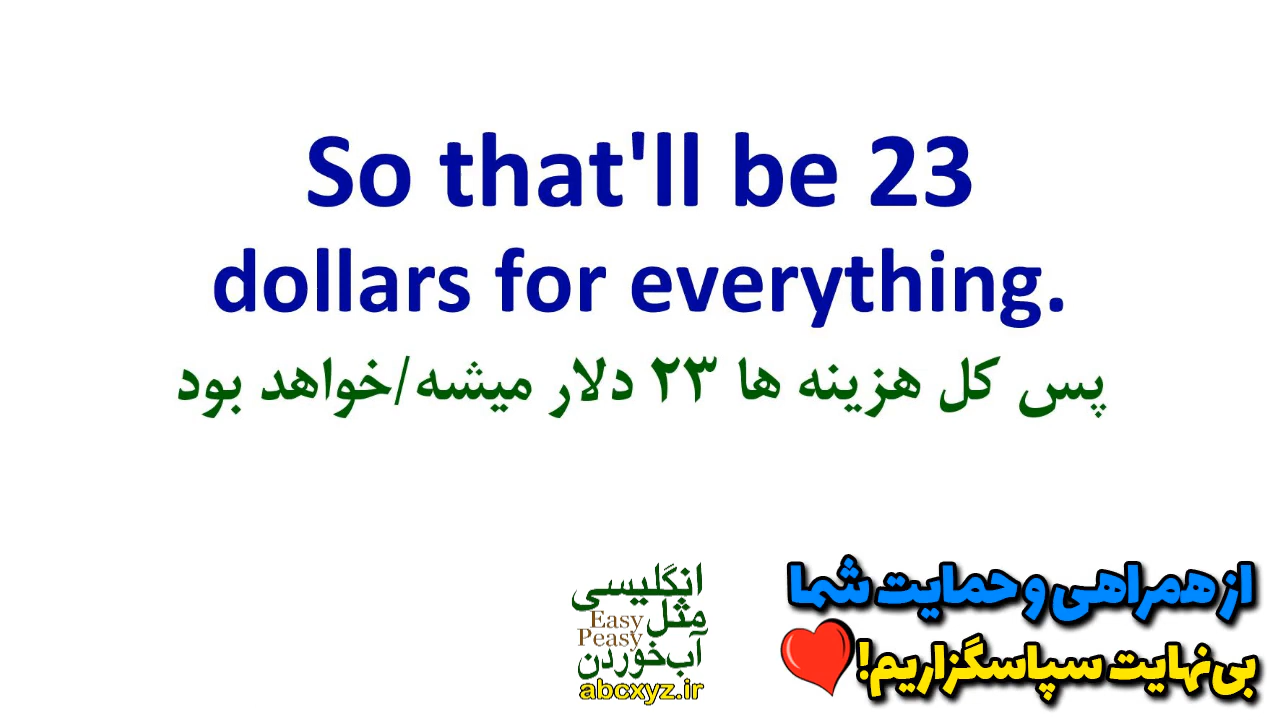 So that'll be 23
dollars for everything.
پس کل هزینه ها ۲۳ دلار میشه/خواهد بود
انگلیسی
مثل
Easy
Peasy
آب خوردن
abcxyz.ir
از همراهی و حمایت شما
بی‌نهایت سپاسگزاریم!